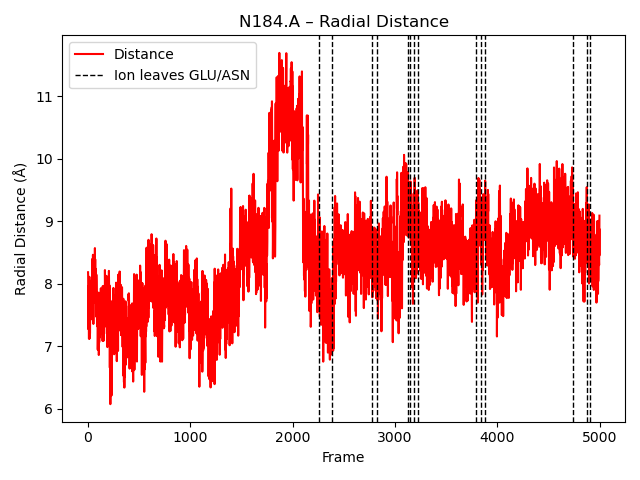 N184.A – Radial Distance
Distance
Ion leaves GLU/ASN
Radial Distance (Å)
11
10
9
8
7
6
0 1000 2000 3000 4000 5000
Frame